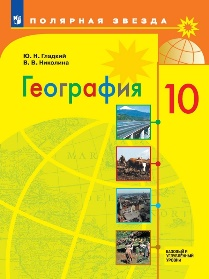 ПОЛЯРНАЯ ЗВЕЗДА
Ю. Н. Гладкий
В. В. Николина
География
10
БАЗОВЫЙ И
УГЛУБЛЁННЫЙ
УРОВНИ